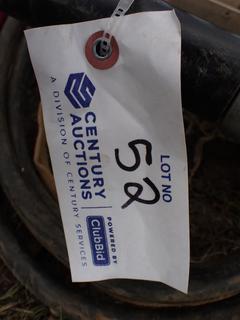 CENTURY
AUCTIONS
A DIVISION OF CENTURY SERVICES
POWERED BY
ClubBid
LOT NO
52